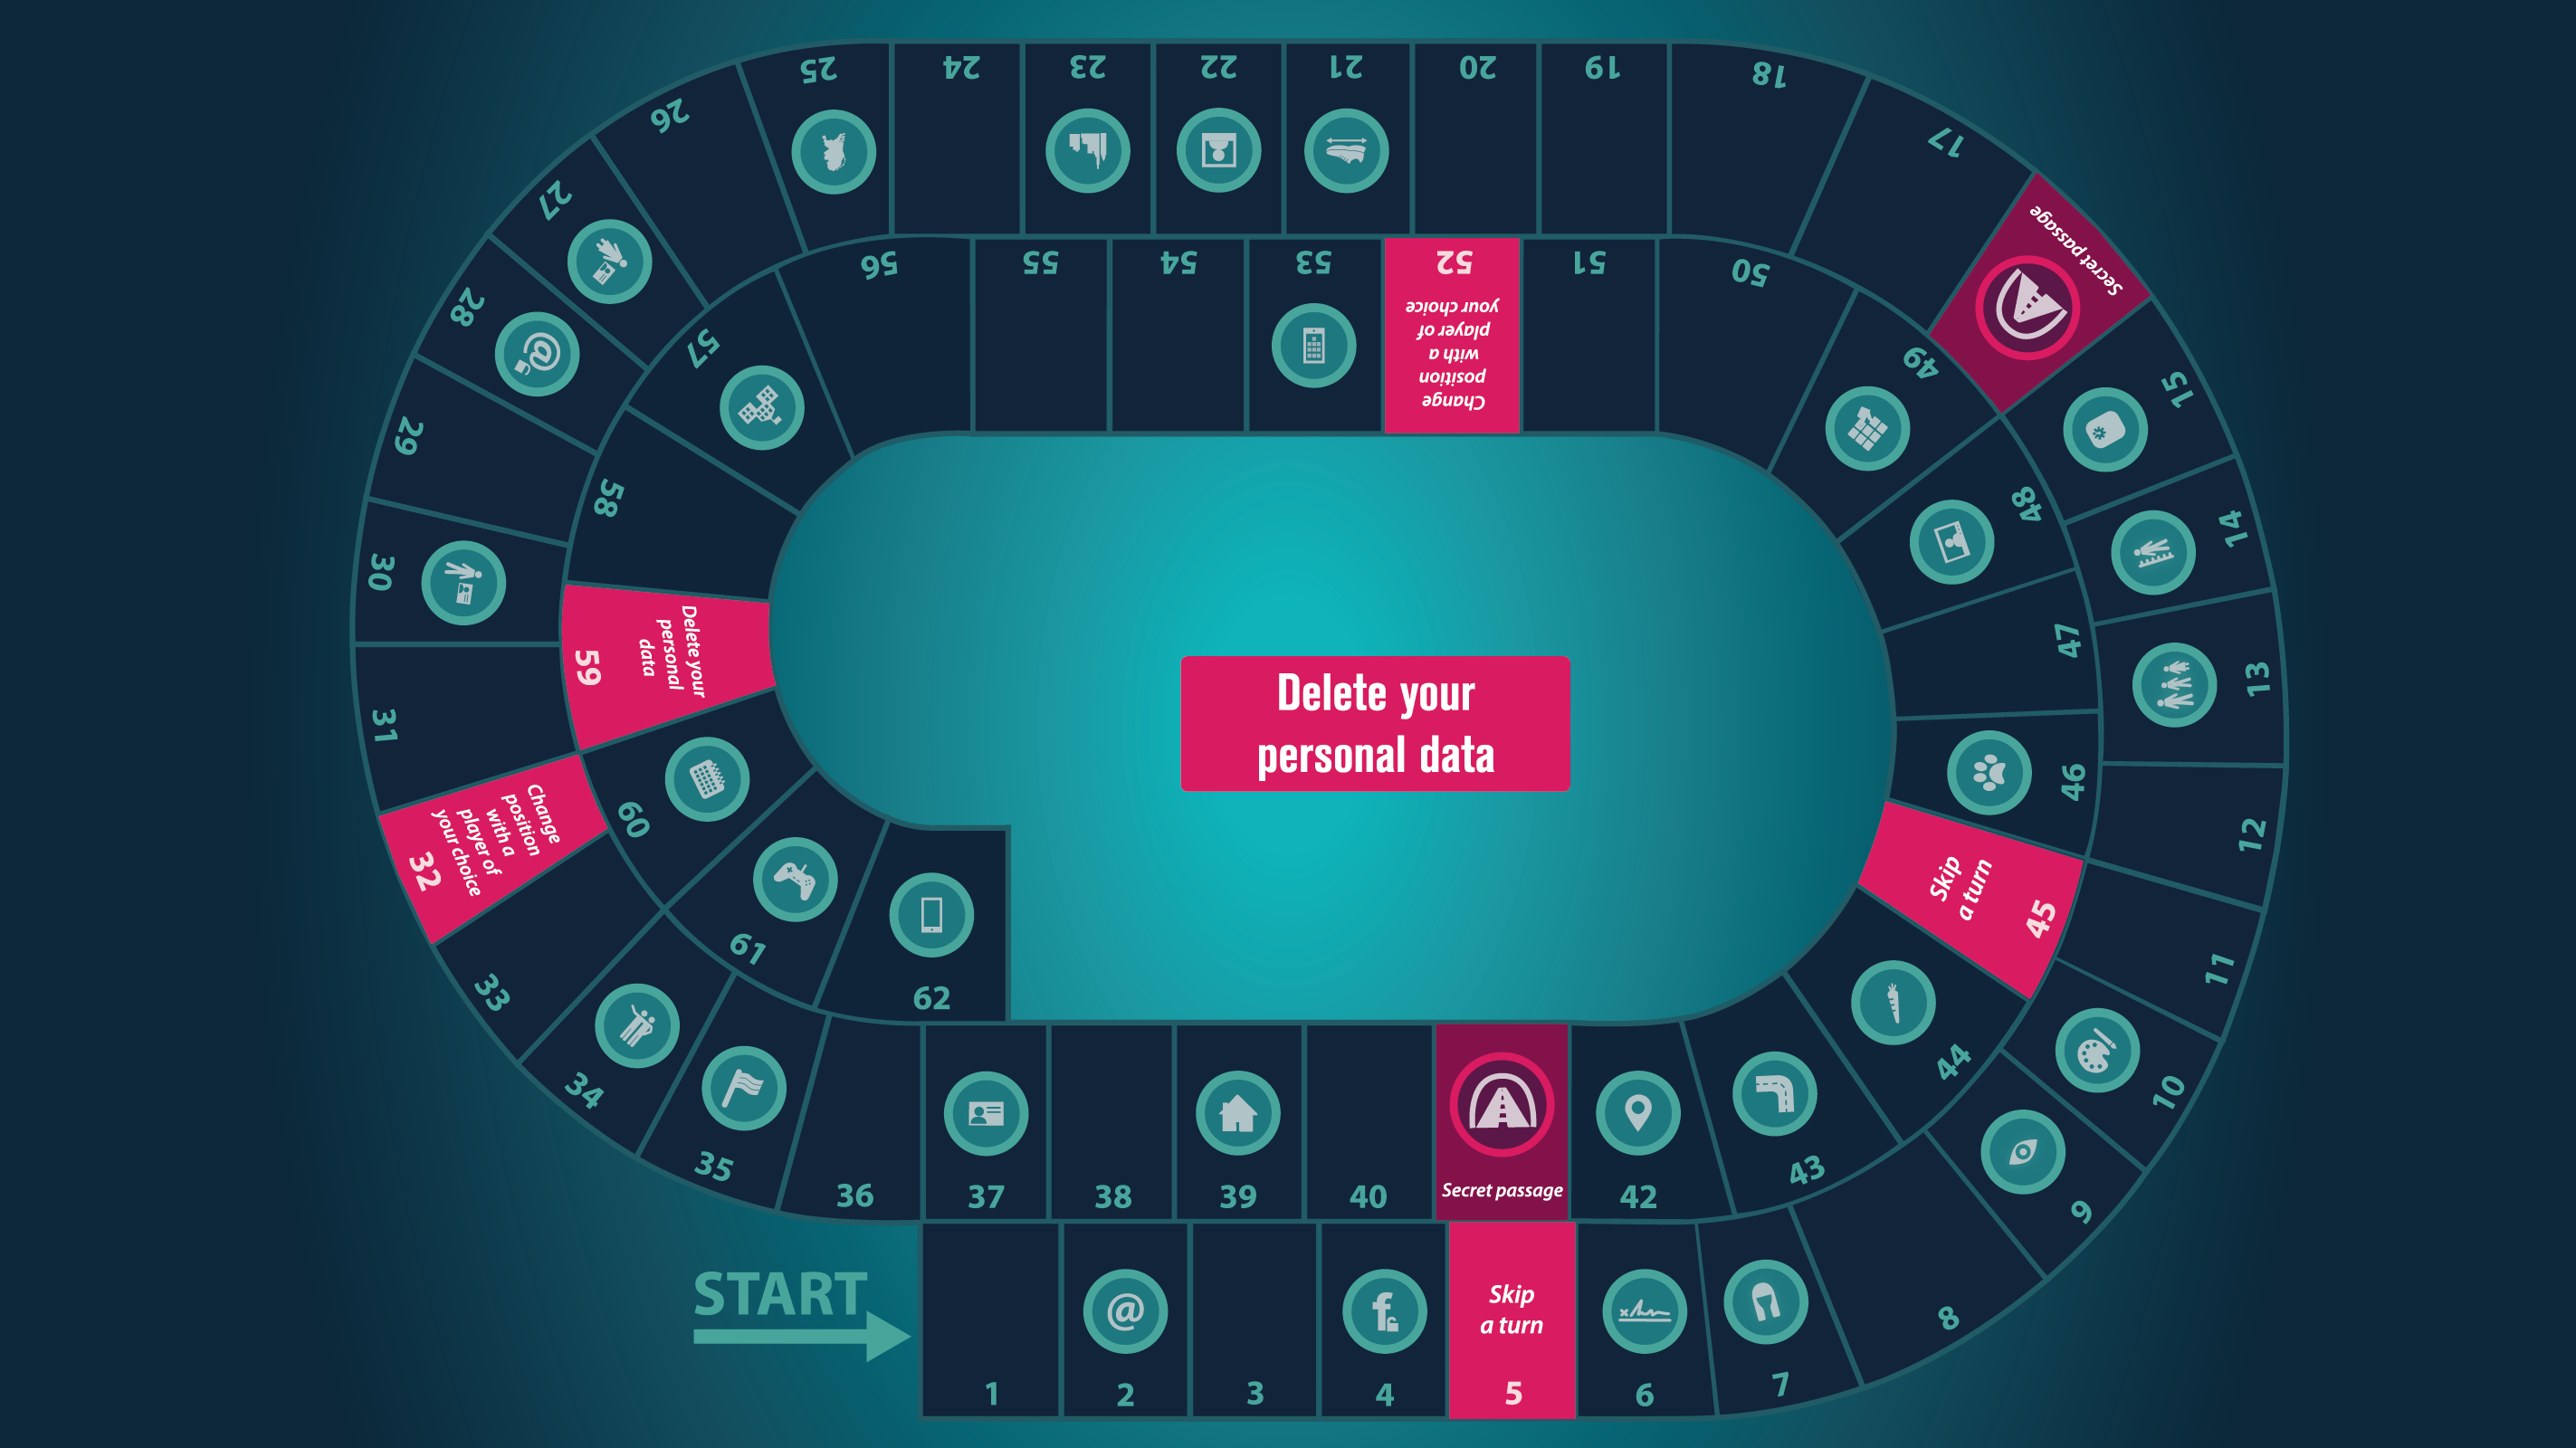 START
1
2
@
3
4
f
Skip
a turn
5
6
7
8
9
10
11
12
13
14
15
Secret passage
17
18
19
20
21
22
23
24
25
26
27
28
@
29
30
31
32
Change
position
with a
player of
your choice
33
34
35
36
37
38
39
40
Secret passage
42
43
44
Skip
a turn
45
46
47
48
49
50
51
52
Change
position
with a
player of
your choice
53
54
55
56
57
58
59
Delete your
personal
data
60
61
62
Delete your
personal data